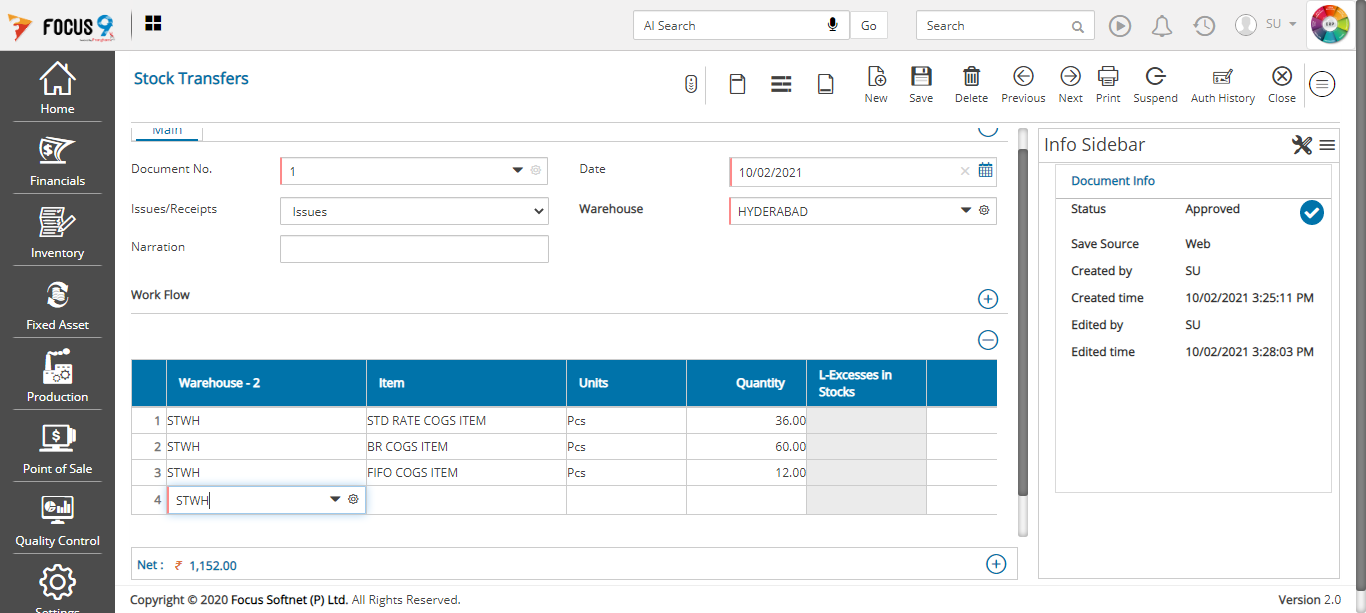 FOCUS 9
AI Search
Go
Search
SU
ERP
Home
Financials
Inventory
Fixed Asset
Production
Point of Sale
Quality Control
Settings
Stock Transfers
New
Save
Delete
Previous
Next
Print
Suspend
Auth History
Close
Main
Document No.
1
Date
10/02/2021
Issues/Receipts
Issues
Warehouse
HYDERABAD
Narration
Work Flow
Warehouse - 2 Item Units Quantity L-Excesses in
Stocks
1 STWH STD RATE COGS ITEM Pcs 36.00
2 STWH BR COGS ITEM Pcs 60.00
3 STWH FIFO COGS ITEM Pcs 12.00
4 STWH
Net : ₹ 1,152.00
Info Sidebar
Document Info
Status Approved
Save Source Web
Created by SU
Created time 10/02/2021 3:25:11 PM
Edited by SU
Edited time 10/02/2021 3:28:03 PM
Copyright © 2020 Focus Softnet (P) Ltd. All Rights Reserved.
Version 2.0